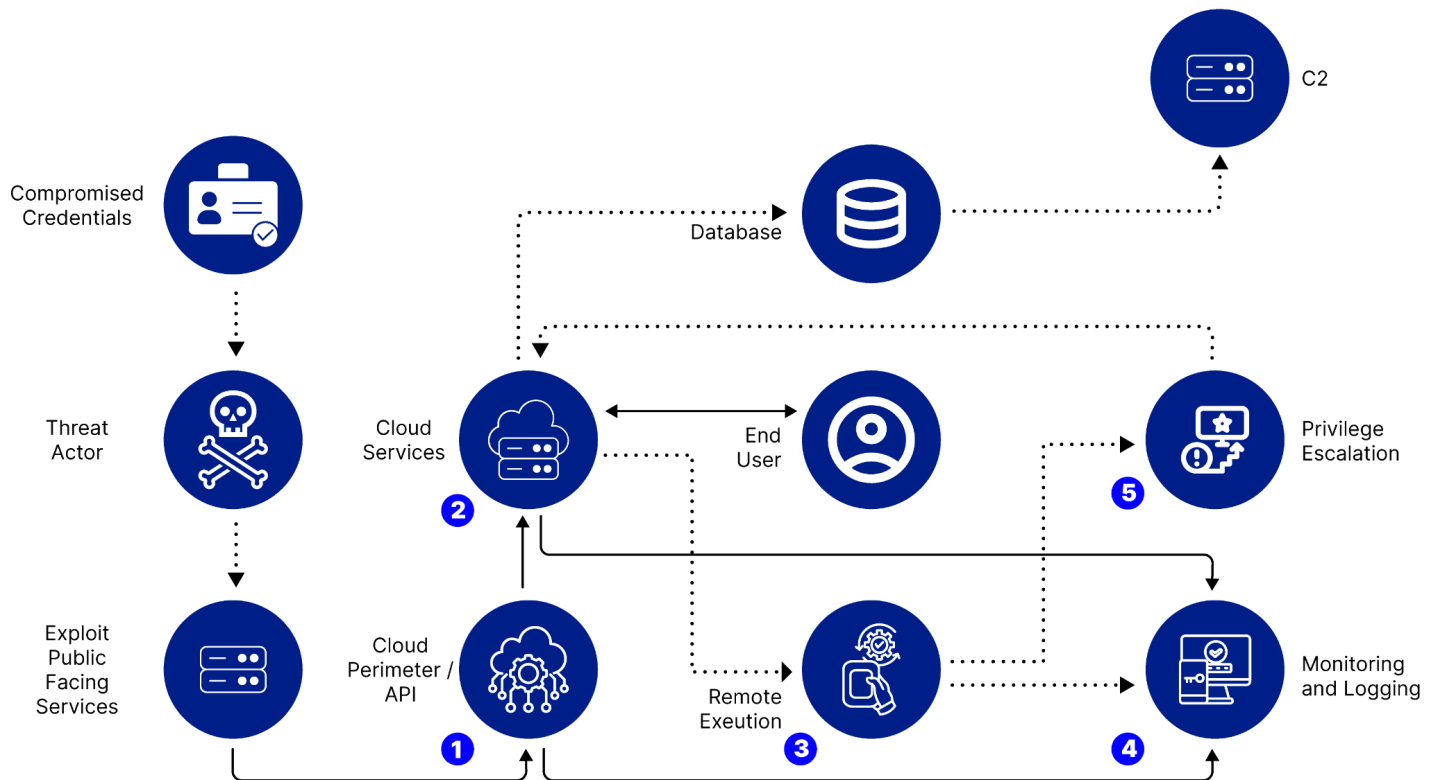 C2
Compromised
Credentials
Database
Threat
Actor
Cloud
Services
End
User
Privilege
Escalation
2
5
Exploit
Public
Facing
Services
Cloud
Perimeter /
API
Remote
Exeution
Monitoring
and Logging
1
3
4